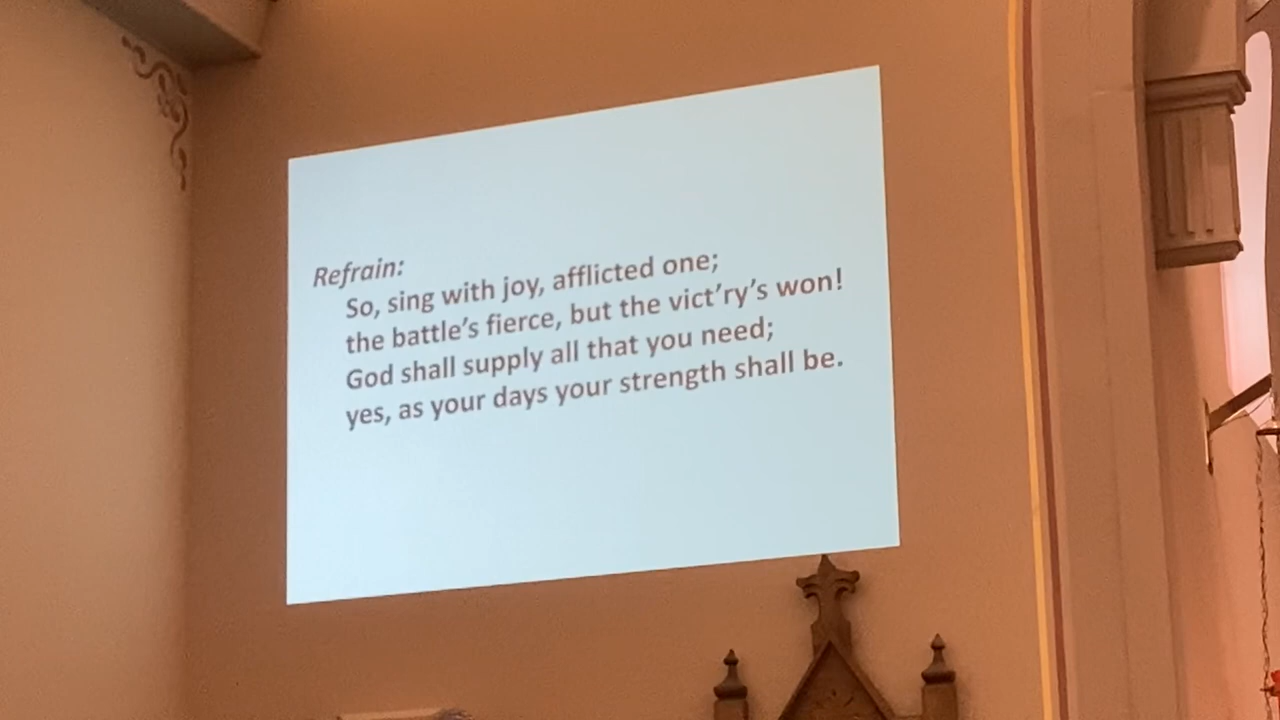 Refrain:
So, sing with joy, afflicted one;
the battle’s fierce, but the vict’ry’s won!
God shall supply all that you need;
yes, as your days your strength shall be.